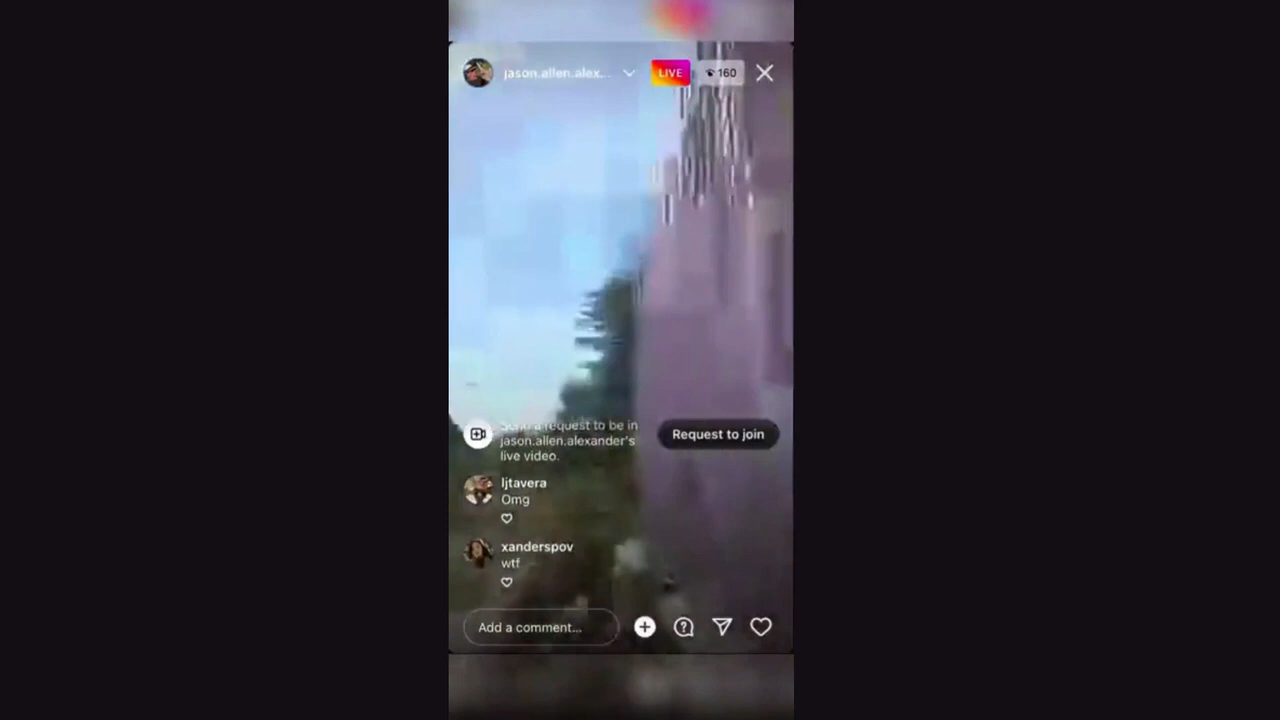 jason.allen.alex...
LIVE
160
Send a request to be in
jason.allen.alexander's
live video.
Request to join
ljtavera
Omg
xanderspov
wtf
Add a comment...